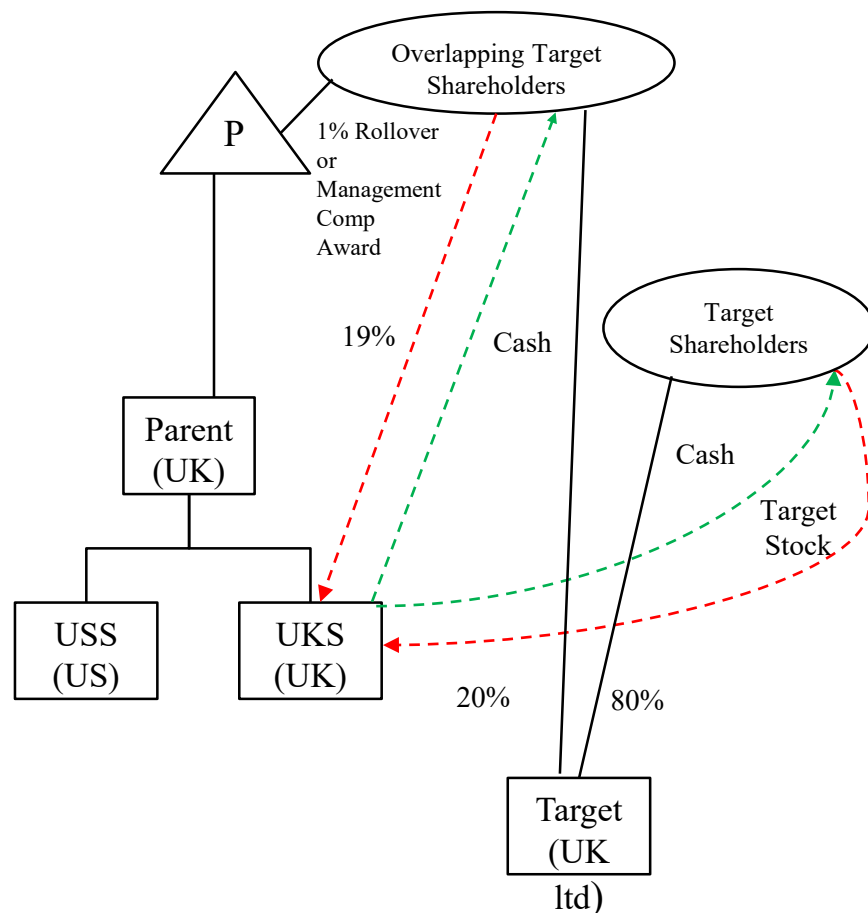 Overlapping Target
Shareholders
P
1% Rollover
or
Management
Comp
Award
19%
Cash
Target
Shareholders
Parent
(UK)
Cash
Target
Stock
USS
(US)
UKS
(UK)
20%
80%
Target
(UK
ltd)